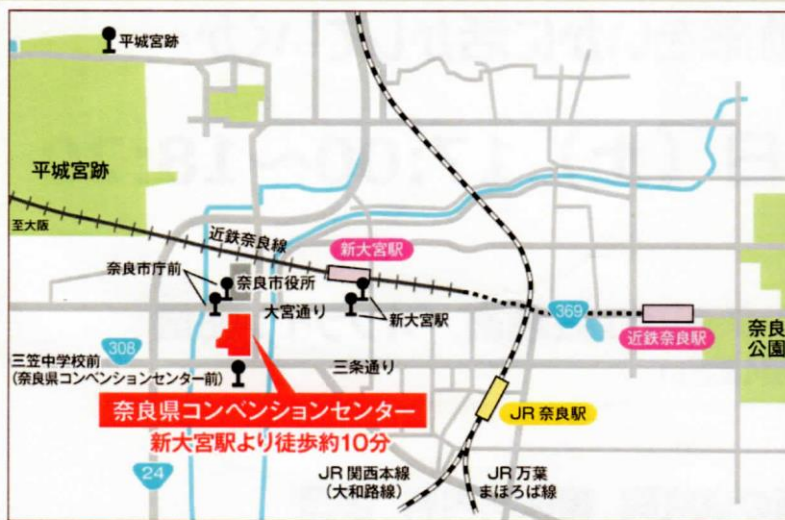 平城宮跡
平城宮跡
至大阪
近鉄奈良線
新大宮駅
奈良市庁前
奈良市役所
大宮通り
新大宮駅
369
近鉄奈良駅
奈良
公園
308
三笠中学校前
(奈良県コンベンションセンター前)
三条通り
奈良県コンベンションセンター
新大宮駅より徒歩約10分
JR 奈良駅
24
JR 関西本線
(大和路線)
JR 万葉
まほろば線